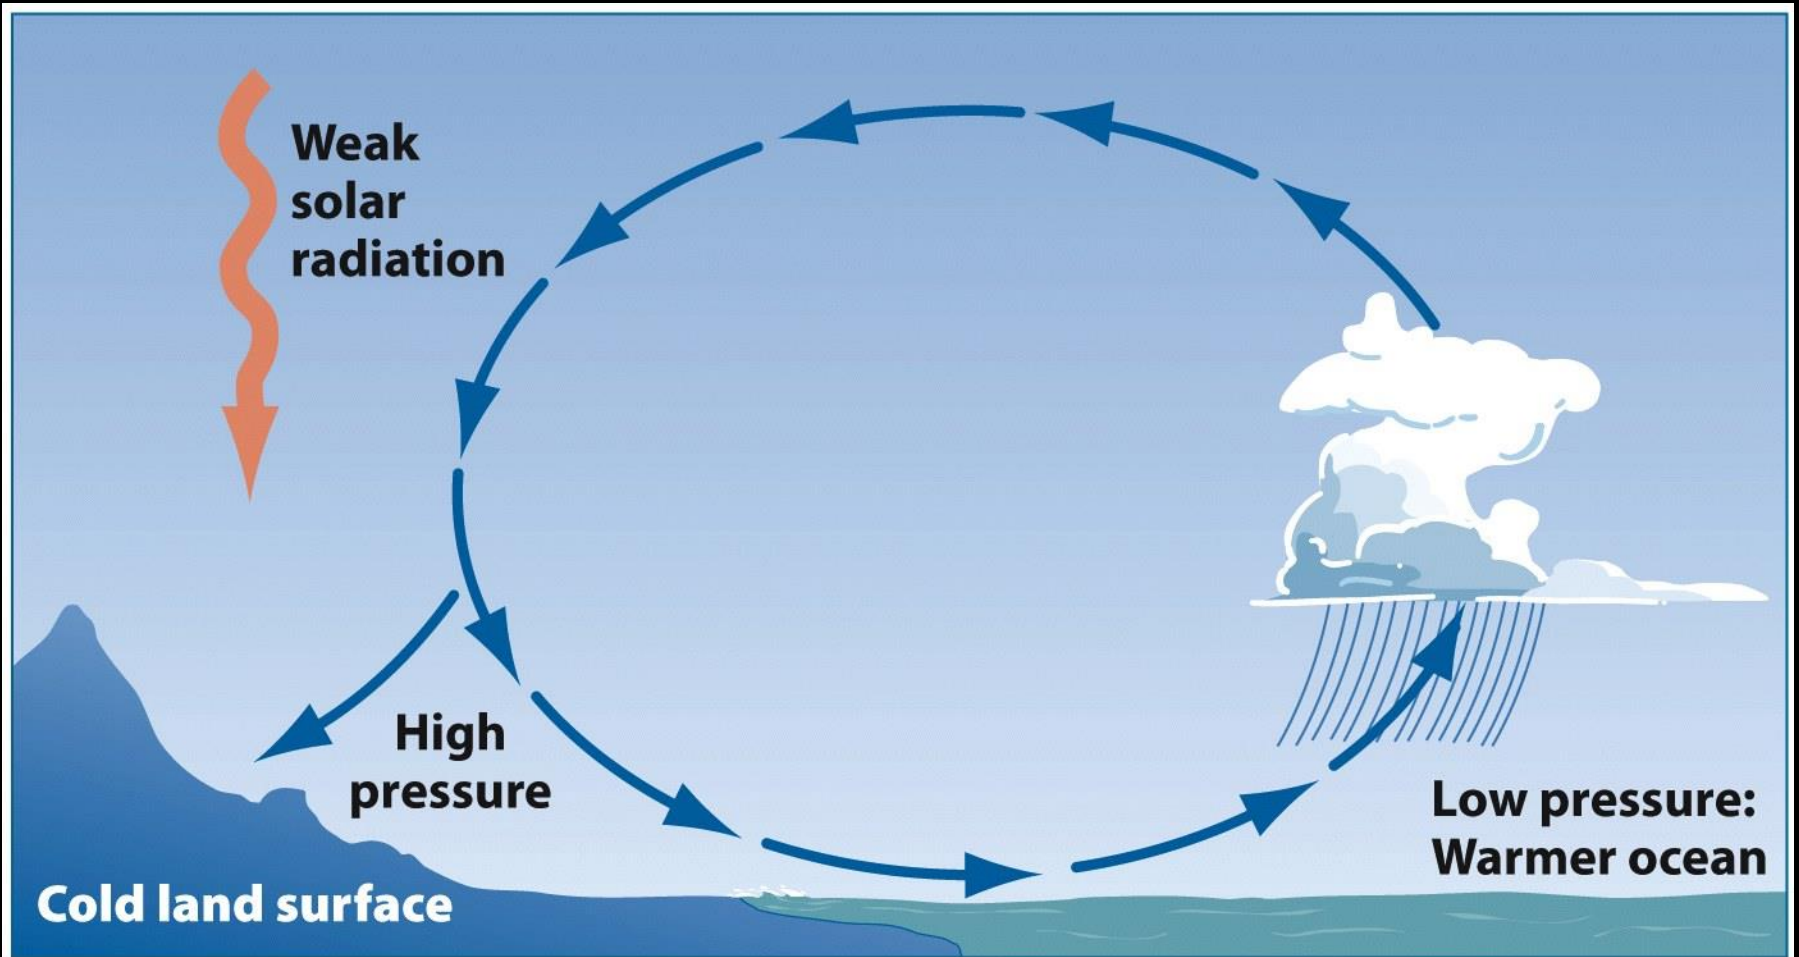 Weak
solar
radiation
High
pressure
Low pressure:
Warmer ocean
Cold land surface